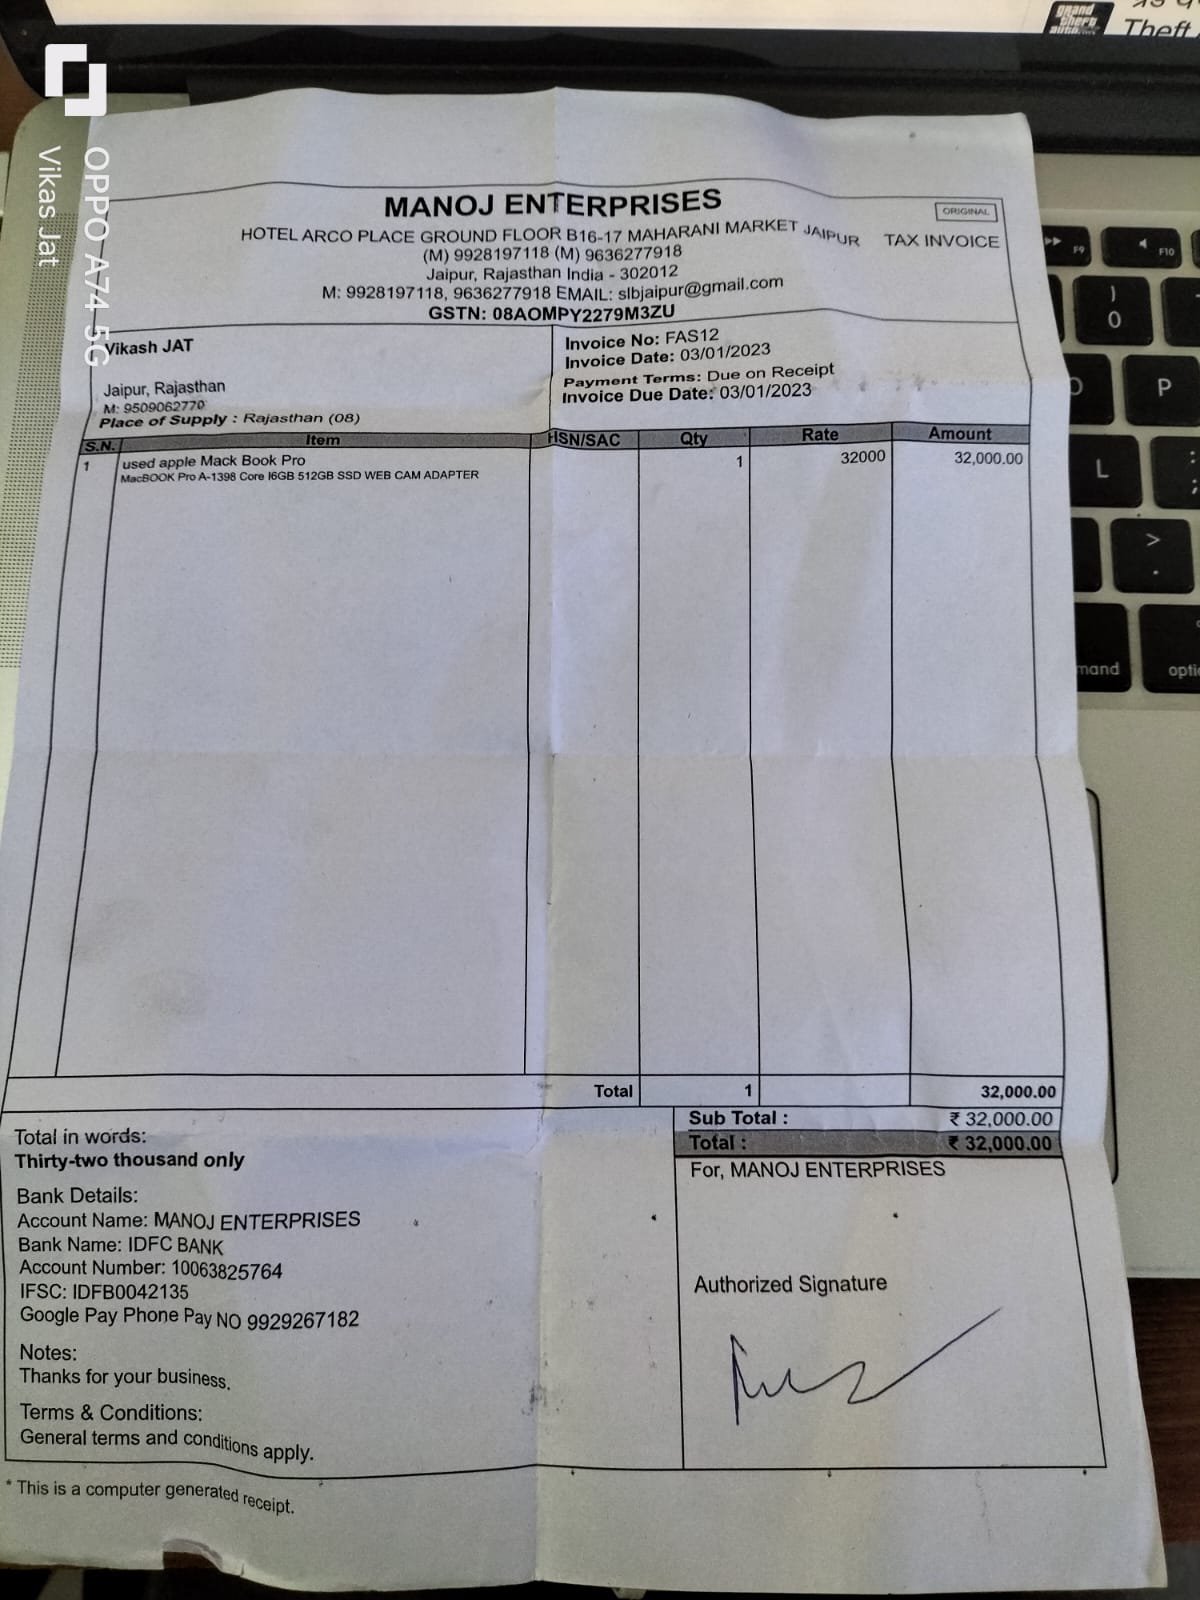 grand
theft
auto
Theft
OPPO A74 5G
Vikas Jat
MANOJ ENTERPRISES
ORIGINAL
HOTEL ARCO PLACE GROUND FLOOR B16-17 MAHARANI MARKET JAIPUR
TAX INVOICE
(M) 9928197118 (M) 9636277918
Jaipur, Rajasthan India - 302012
M: 9928197118, 9636277918 EMAIL: slbjaipur@gmail.com
GSTN: 08AOMPY2279M3ZU
Vikash JAT
Jaipur, Rajasthan
M: 9509062770
Place of Supply : Rajasthan (08)
Invoice No: FAS12
Invoice Date: 03/01/2023
Payment Terms: Due on Receipt
Invoice Due Date: 03/01/2023
S.N. Item HSN/SAC Qty Rate Amount
1 used apple Mack Book Pro 1 32000 32,000.00
MacBOOK Pro A-1398 Core I6GB 512GB SSD WEB CAM ADAPTER
Total 1 32,000.00
Sub Total : ₹ 32,000.00
Total : ₹ 32,000.00
Total in words:
Thirty-two thousand only
Bank Details:
Account Name: MANOJ ENTERPRISES
Bank Name: IDFC BANK
Account Number: 10063825764
IFSC: IDFB0042135
Google Pay Phone Pay NO 9929267182
Notes:
Thanks for your business.
Terms & Conditions:
General terms and conditions apply.
For, MANOJ ENTERPRISES
Authorized Signature
* This is a computer generated receipt.
F9
F10
)
0
P
L
:
;
>
.
mand